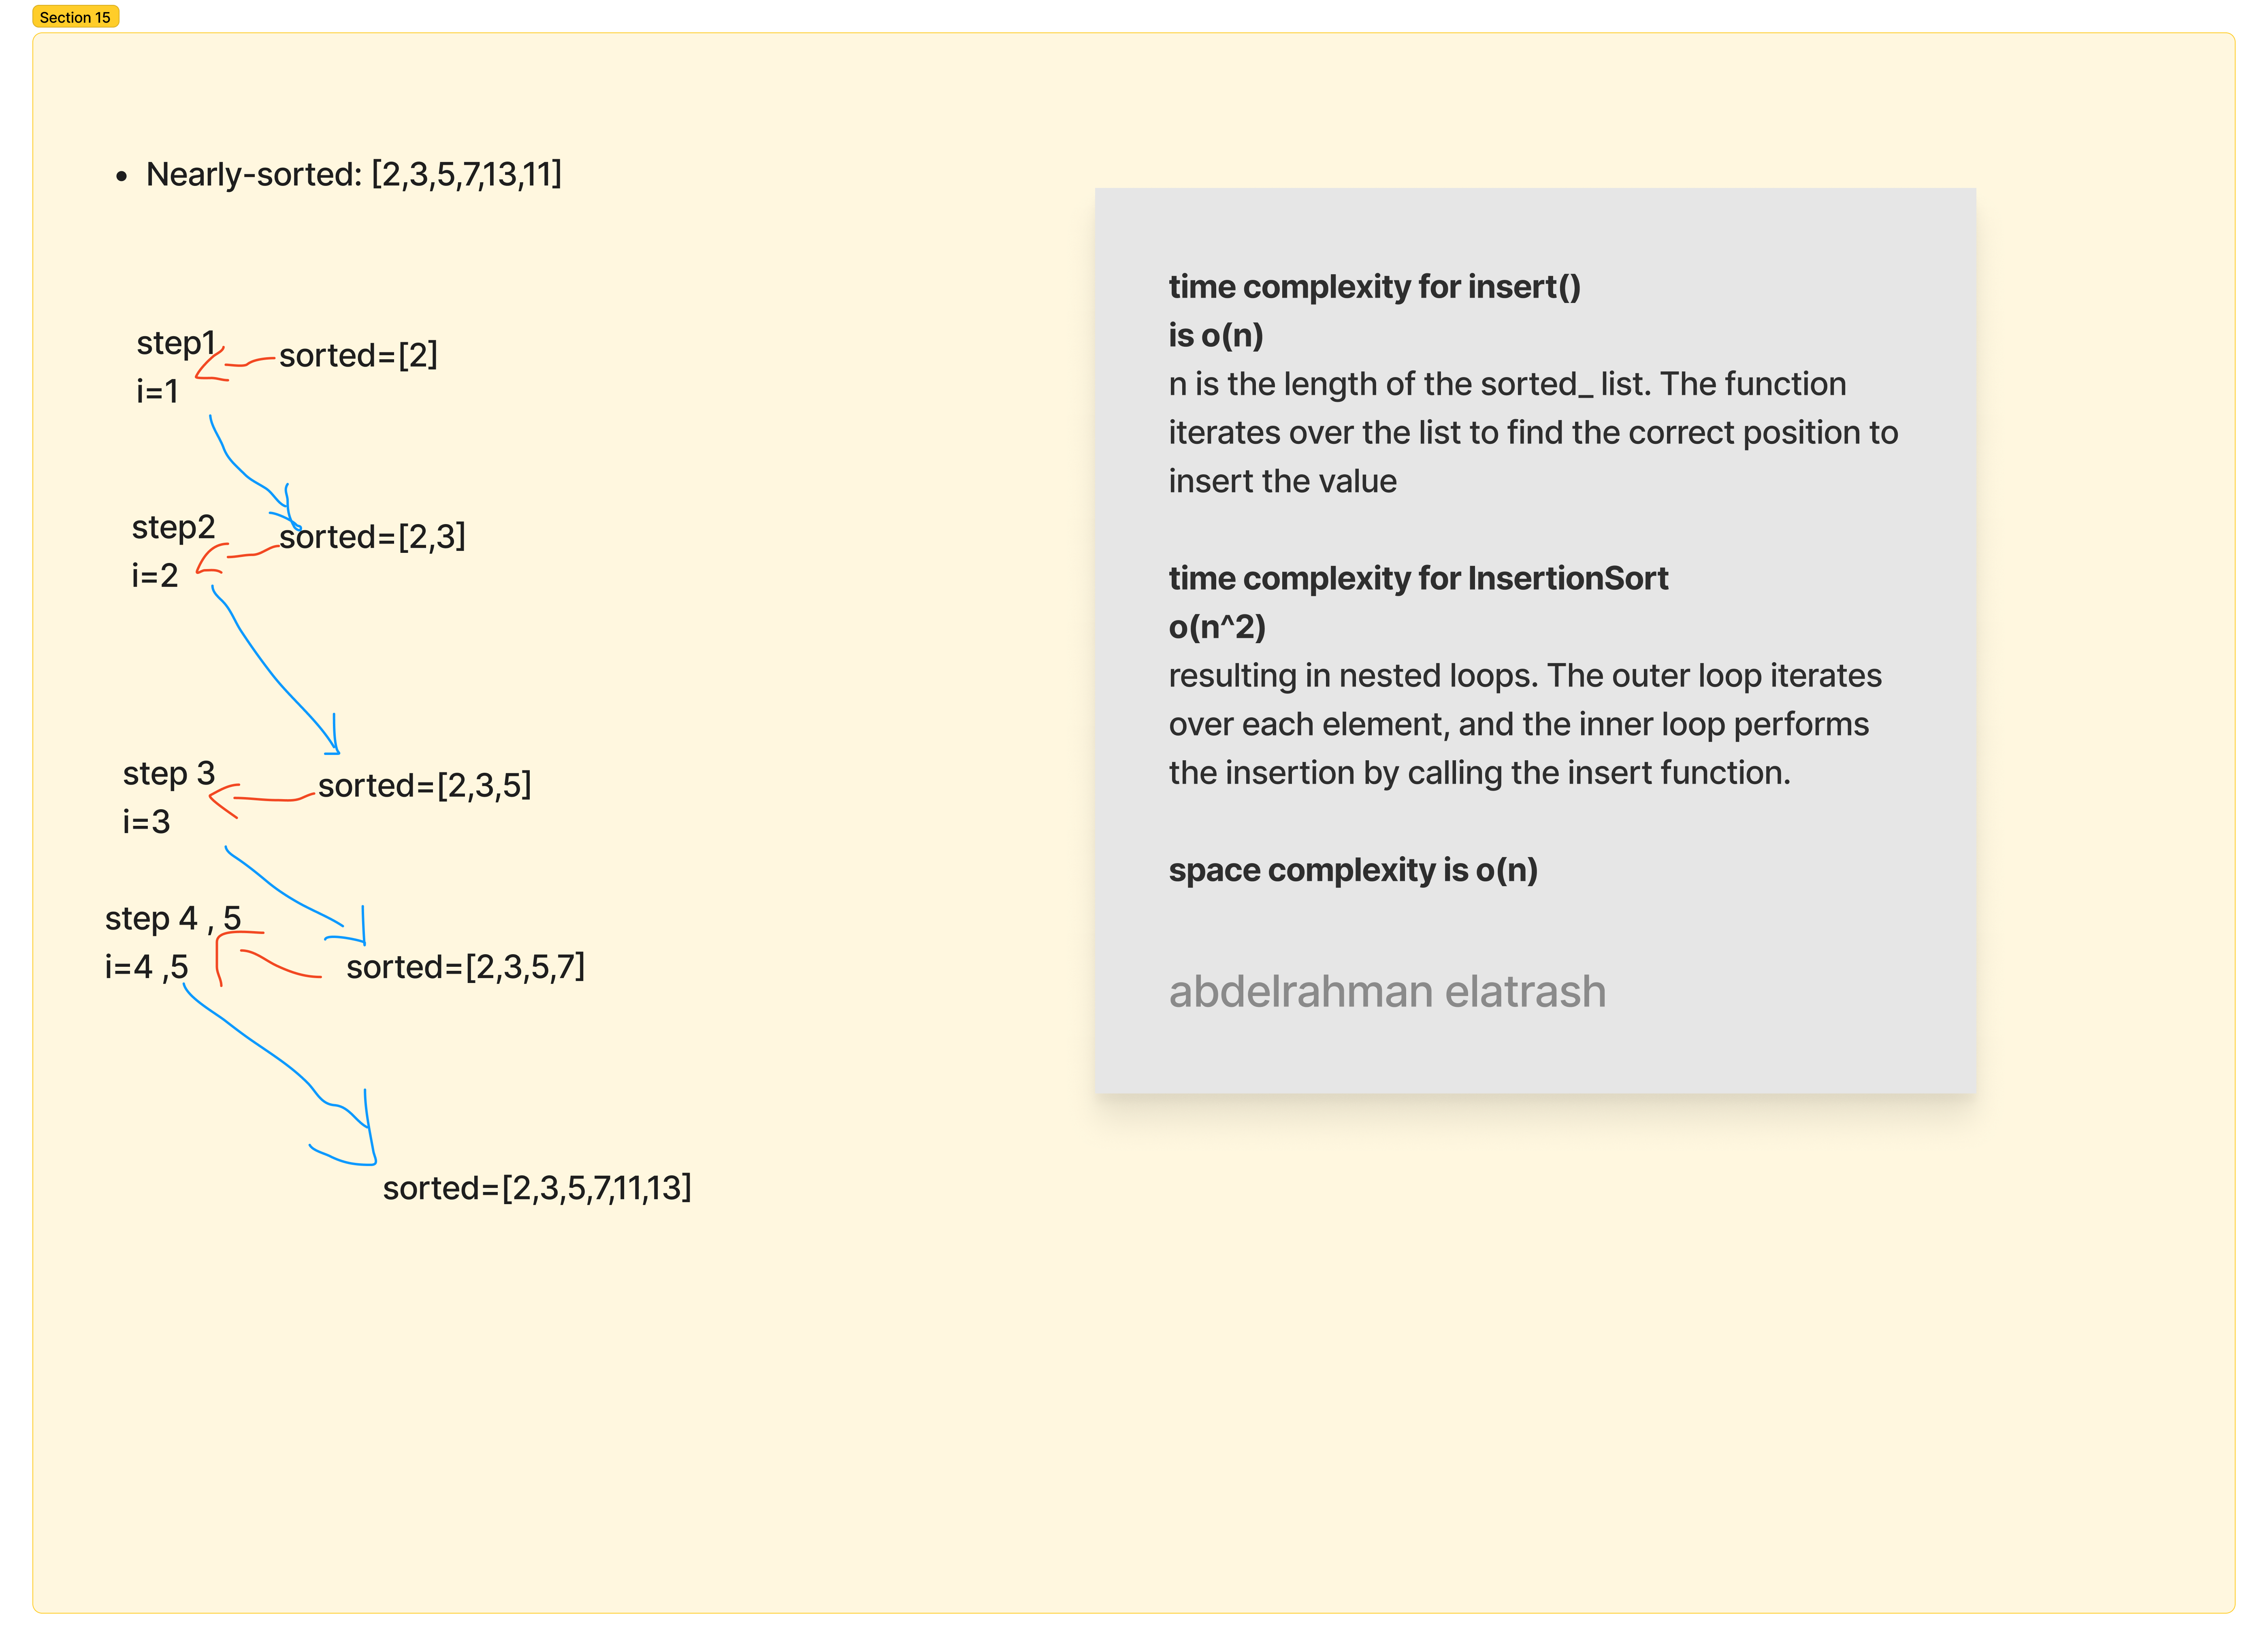 Section 15
• Nearly-sorted: [2,3,5,7,13,11]
step1
i=1
sorted=[2]
step2
i=2
sorted=[2,3]
step 3
i=3
sorted=[2,3,5]
step 4 , 5
i=4 ,5
sorted=[2,3,5,7]
sorted=[2,3,5,7,11,13]
time complexity for insert()
is o(n)
n is the length of the sorted_ list. The function
iterates over the list to find the correct position to
insert the value
time complexity for InsertionSort
o(n^2)
resulting in nested loops. The outer loop iterates
over each element, and the inner loop performs
the insertion by calling the insert function.
space complexity is o(n)
abdelrahman elatrash